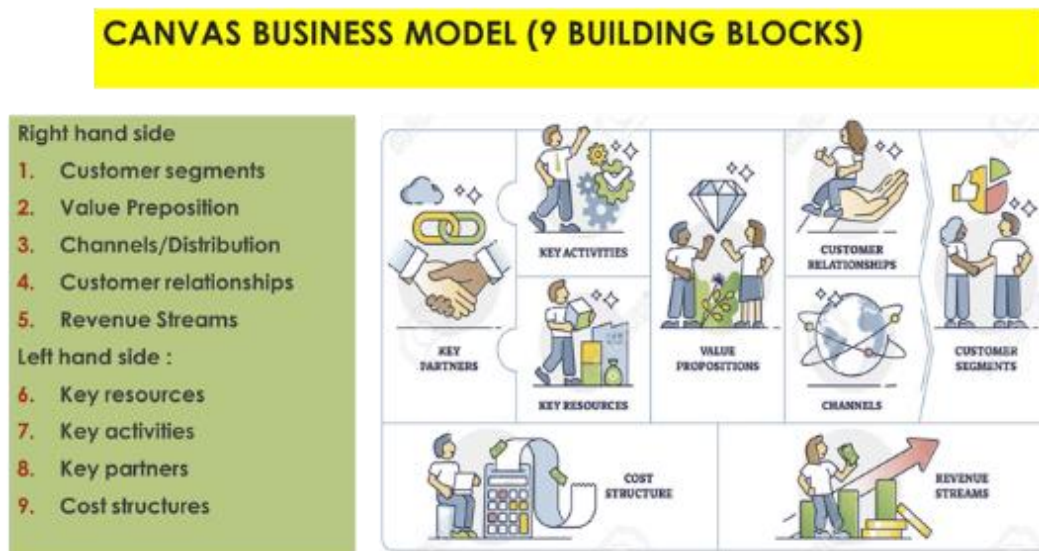 CANVAS BUSINESS MODEL (9 BUILDING BLOCKS)
Right hand side
1. Customer segments
2. Value Preposition
3. Channels/Distribution
4. Customer relationships
5. Revenue Streams
Left hand side :
6. Key resources
7. Key activities
8. Key partners
9. Cost structures
KEY
PARTNERS
KEY ACTIVITIES
KEY RESOURCES
VALUE
PROPOSITIONS
CUSTOMER
RELATIONSHIPS
CHANNELS
CUSTOMER
SEGMENTS
COST
STRUCTURE
REVENUE
STREAMS